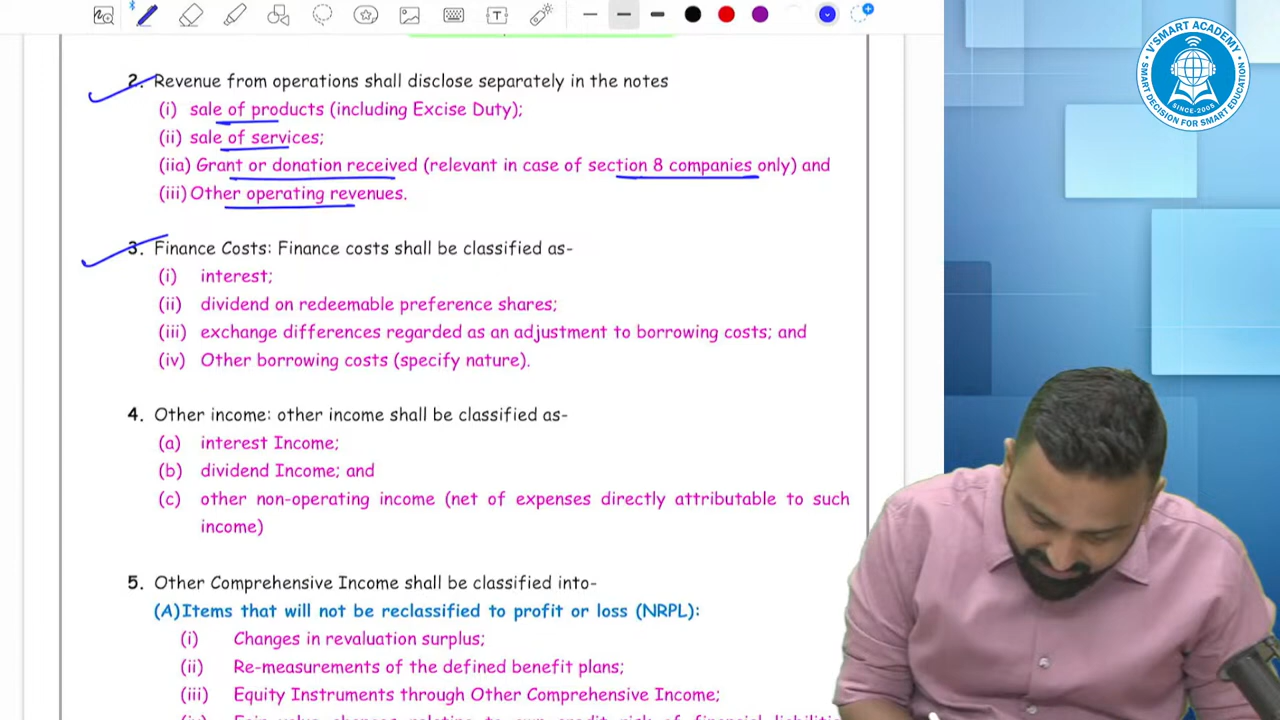 V'SMART ACADEMY
SMART DECISION FOR SMART EDUCATION
SINCE-2005
2. Revenue from operations shall disclose separately in the notes
(i) sale of products (including Excise Duty);
(ii) sale of services;
(iia) Grant or donation received (relevant in case of section 8 companies only) and
(iii) Other operating revenues.
3. Finance Costs: Finance costs shall be classified as-
(i) interest;
(ii) dividend on redeemable preference shares;
(iii) exchange differences regarded as an adjustment to borrowing costs; and
(iv) Other borrowing costs (specify nature).
4. Other income: other income shall be classified as-
(a) interest Income;
(b) dividend Income; and
(c) other non-operating income (net of expenses directly attributable to such
income)
5. Other Comprehensive Income shall be classified into-
(A) Items that will not be reclassified to profit or loss (NRPL):
(i) Changes in revaluation surplus;
(ii) Re-measurements of the defined benefit plans;
(iii) Equity Instruments through Other Comprehensive Income;